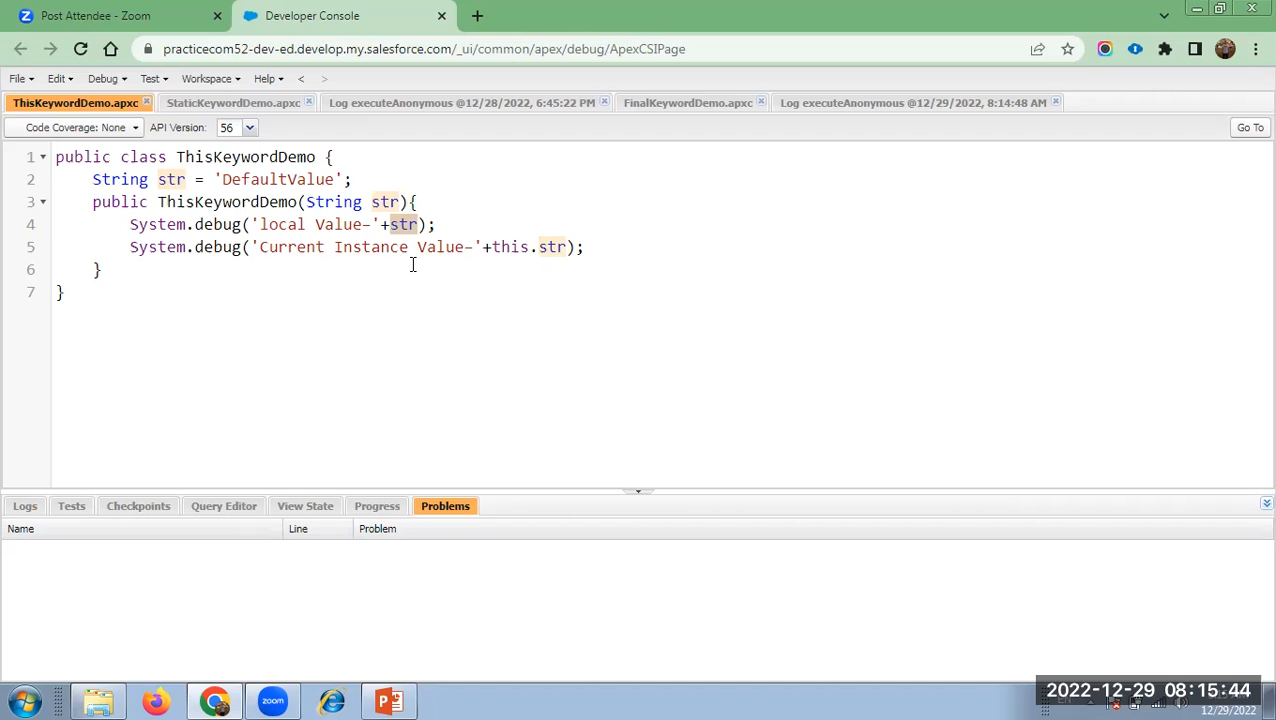 Post Attendee - Zoom
Developer Console
practicecom52-dev-ed.develop.my.salesforce.com/_ui/common/apex/debug/ApexCSIPage
File Edit Debug Test Workspace Help < >
ThisKeywordDemo.apxc StaticKeywordDemo.apxc Log executeAnonymous @12/28/2022, 6:45:22 PM FinalKeywordDemo.apxc Log executeAnonymous @12/29/2022, 8:14:48 AM
Code Coverage: None API Version: 56 Go To
1 public class ThisKeywordDemo {
2 String str = 'DefaultValue';
3 public ThisKeywordDemo(String str){
4 System.debug('local Value-'+str);
5 System.debug('Current Instance Value-'+this.str);
6 }
7 }
Logs Tests Checkpoints Query Editor View State Progress Problems
Name Line Problem
zoom
2022-12-29 08:15:44
12/29/2022